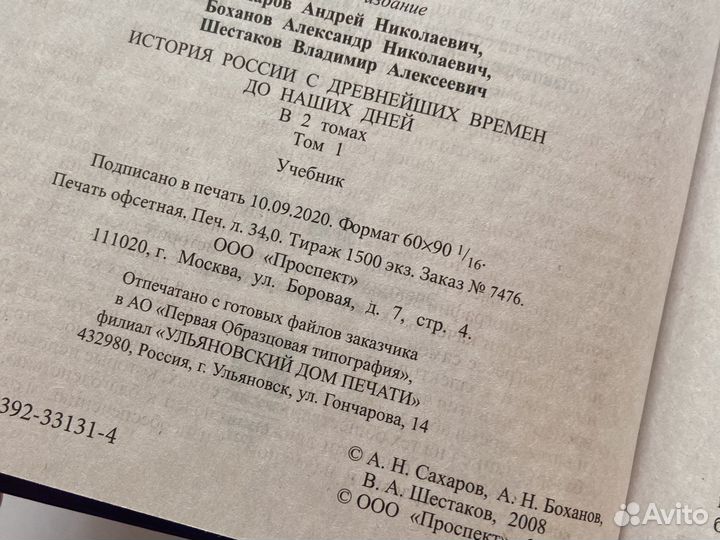 издание
Андрей Николаевич,
Боханов Александр Николаевич,
Шестаков Владимир Алексеевич
ИСТОРИЯ РОССИИ С ДРЕВНЕЙШИХ ВРЕМЕН
ДО НАШИХ ДНЕЙ
В 2 томах
Том 1
Учебник
Подписано в печать 10.09.2020. Формат 60×90 1/16.
Печать офсетная. Печ. л. 34,0. Тираж 1500 экз. Заказ № 7476.
ООО «Проспект»
111020, г. Москва, ул. Боровая, д. 7, стр. 4.
Отпечатано с готовых файлов заказчика
в АО «Первая Образцовая типография»,
филиал «УЛЬЯНОВСКИЙ ДОМ ПЕЧАТИ»
432980, Россия, г. Ульяновск, ул. Гончарова, 14
392-33131-4
© А. Н. Сахаров, А. Н. Боханов,
В. А. Шестаков, 2008
© ООО «Проспект»
Avito